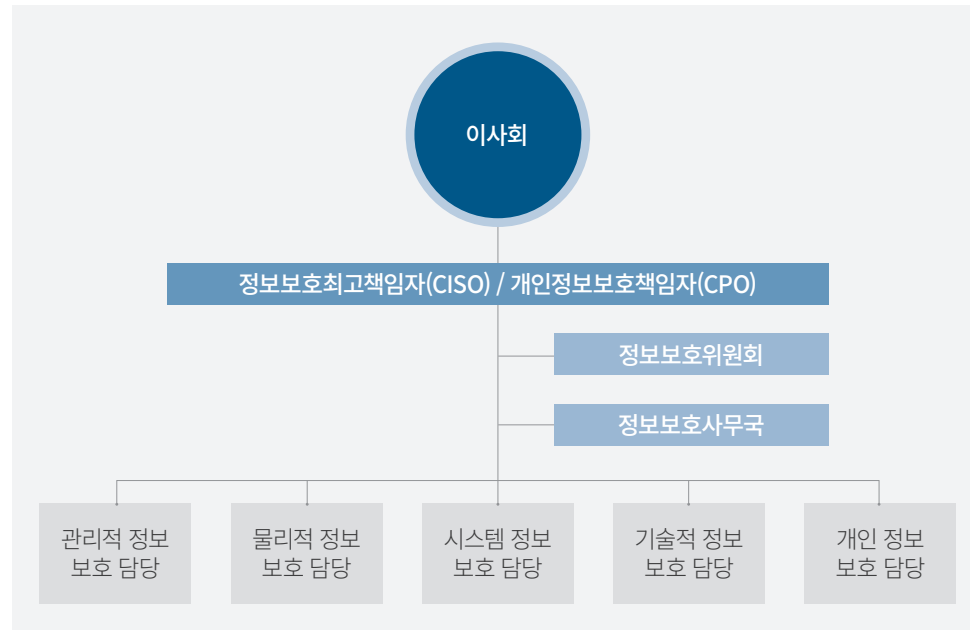 이사회
정보보호최고책임자(CISO) / 개인정보보호책임자(CPO)
정보보호위원회
정보보호사무국
관리적 정보
보호 담당
물리적 정보
보호 담당
시스템 정보
보호 담당
기술적 정보
보호 담당
개인 정보
보호 담당